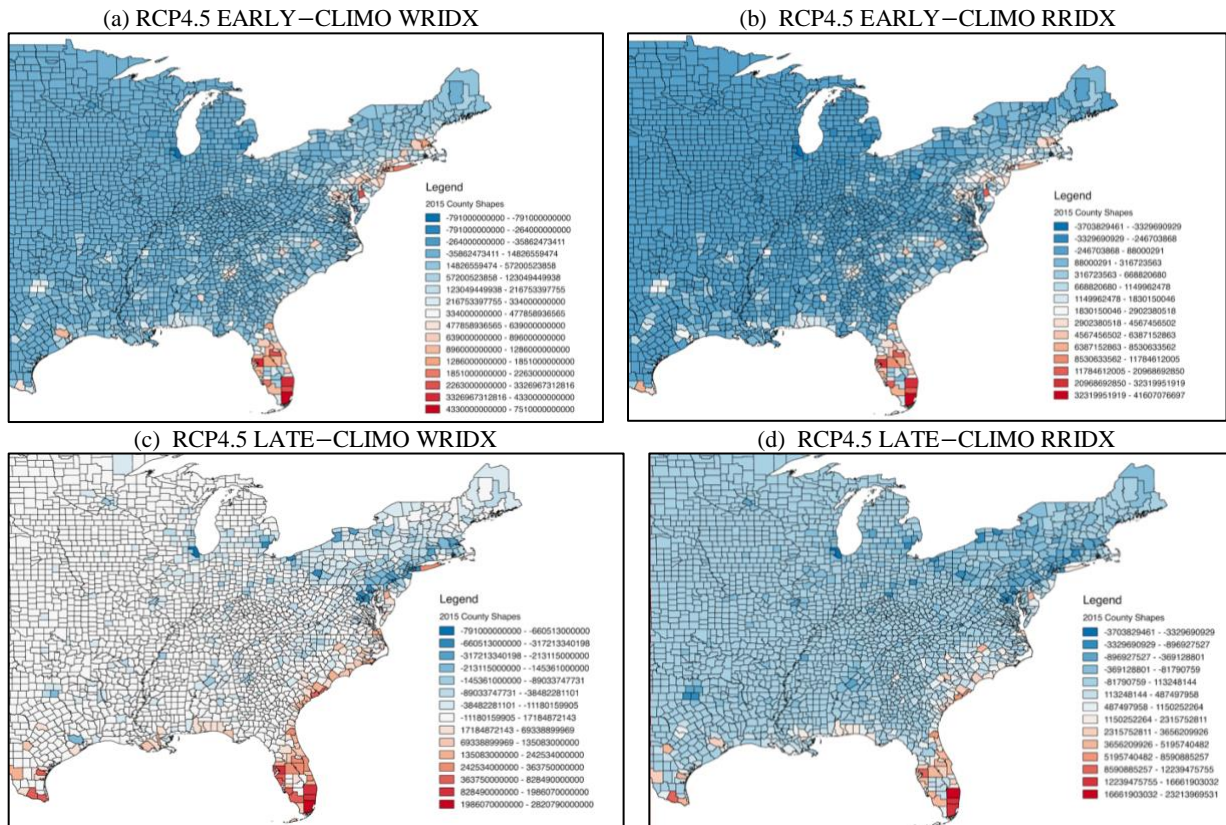 (a) RCP4.5 EARLY−CLIMO WRIDX
Legend
2015 County Shapes
-791000000000 - -791000000000
-791000000000 - -264000000000
-264000000000 - -35862473411
-35862473411 - 14826559474
14826559474 - 57200523858
57200523858 - 123049449938
123049449938 - 216753397755
216753397755 - 334000000000
334000000000 - 477858936565
477858936565 - 639000000000
639000000000 - 896000000000
896000000000 - 1286000000000
1286000000000 - 1851000000000
1851000000000 - 2263000000000
2263000000000 - 3326967312816
3326967312816 - 4330000000000
4330000000000 - 7510000000000
(b) RCP4.5 EARLY−CLIMO RRIDX
Legend
2015 County Shapes
-3703829461 - -3329690929
-3329690929 - -246703868
-246703868 - 88000291
88000291 - 316723563
316723563 - 668820680
668820680 - 1149962478
1149962478 - 1830150046
1830150046 - 2902380518
2902380518 - 4567456502
4567456502 - 6387152863
6387152863 - 8530633562
8530633562 - 11784612005
11784612005 - 20968692850
20968692850 - 32319951919
32319951919 - 41607076697
(c) RCP4.5 LATE−CLIMO WRIDX
Legend
2015 County Shapes
-791000000000 - -660513000000
-660513000000 - -317213340198
-317213340198 - -213115000000
-213115000000 - -145361000000
-145361000000 - -89033747731
-89033747731 - -38482281101
-38482281101 - -11180159905
-11180159905 - 17184872143
17184872143 - 69338899969
69338899969 - 135083000000
135083000000 - 242534000000
242534000000 - 363750000000
363750000000 - 828490000000
828490000000 - 1986070000000
1986070000000 - 2820790000000
(d) RCP4.5 LATE−CLIMO RRIDX
Legend
2015 County Shapes
-3703829461 - -3329690929
-3329690929 - -896927527
-896927527 - -369128801
-369128801 - -81790759
-81790759 - 113248144
113248144 - 487497958
487497958 - 1150252264
1150252264 - 2315752811
2315752811 - 3656209926
3656209926 - 5195740482
5195740482 - 8590885257
8590885257 - 12239475755
12239475755 - 16661903032
16661903032 - 23213969531